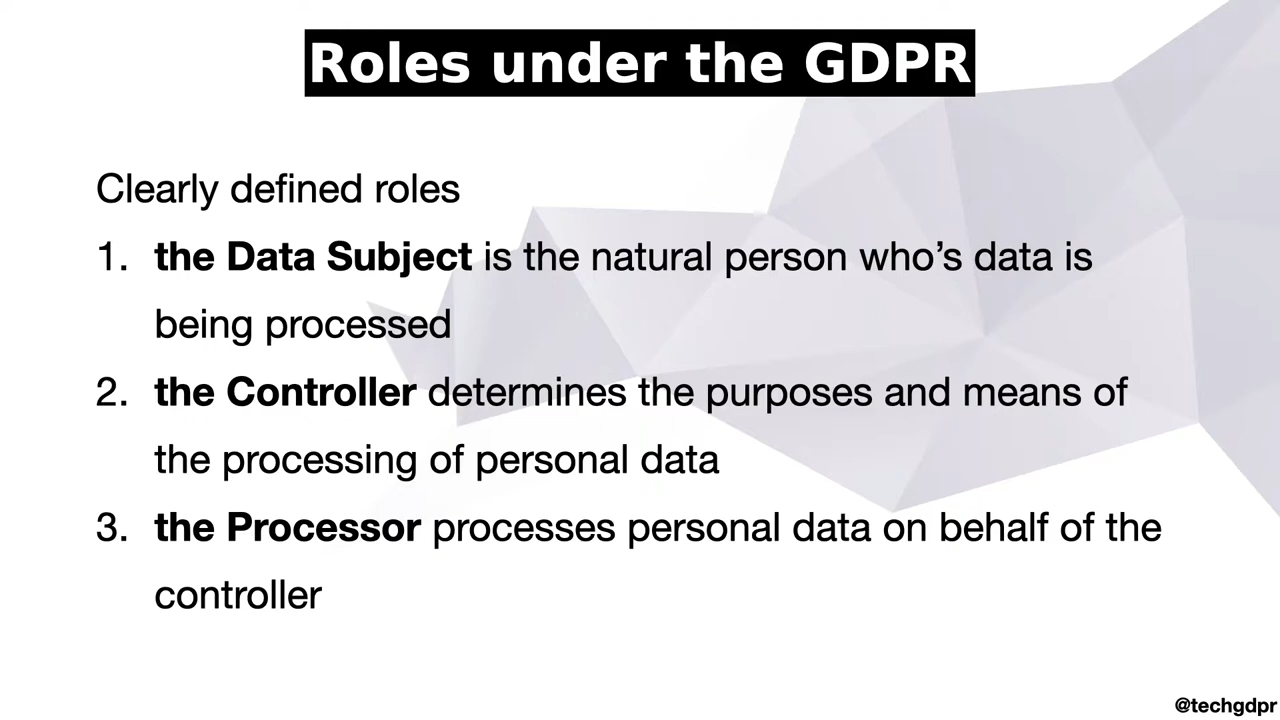 Roles under the GDPR
Clearly defined roles
1. the Data Subject is the natural person who’s data is
being processed
2. the Controller determines the purposes and means of
the processing of personal data
3. the Processor processes personal data on behalf of the
controller
@techgdpr